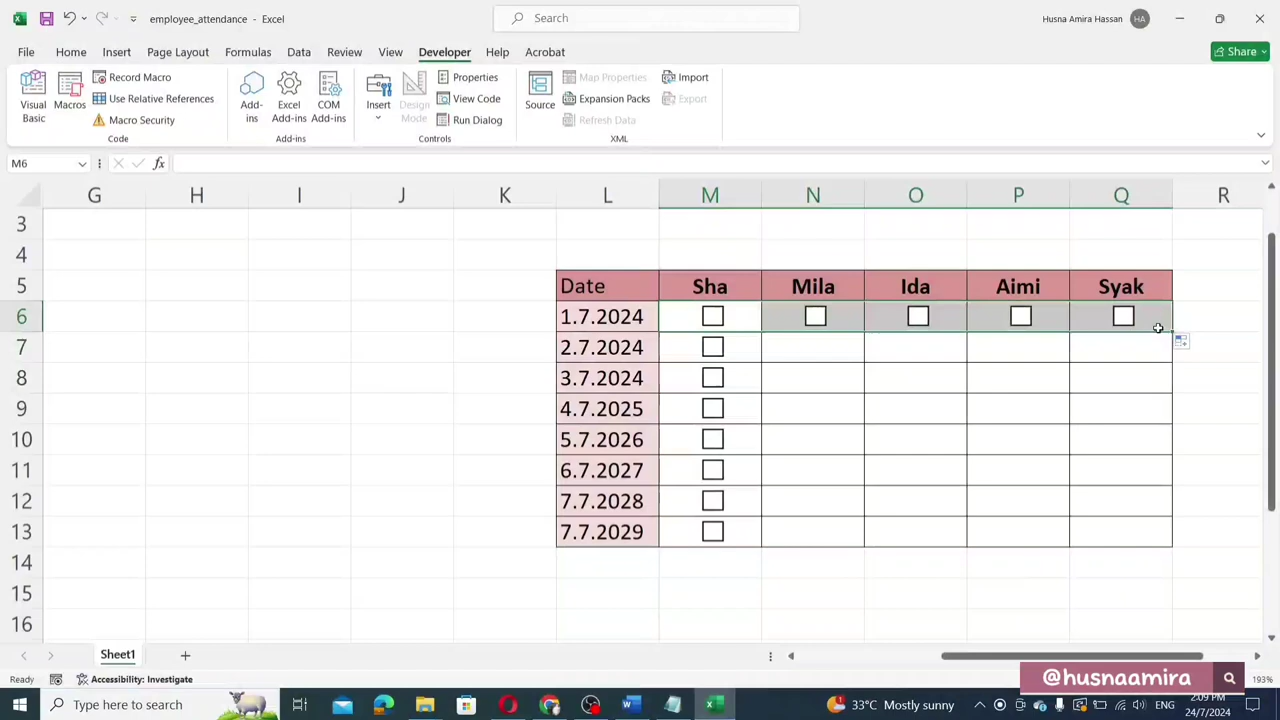 employee_attendance - Excel
Search
Husna Amira Hassan
HA
File Home Insert Page Layout Formulas Data Review View Developer Help Acrobat
Share
Visual Basic
Macros
Record Macro
Use Relative References
Macro Security
Code
Add-ins
Excel Add-ins
COM Add-ins
Add-ins
Insert
Design Mode
Properties
View Code
Run Dialog
Controls
Source
Map Properties
Expansion Packs
Refresh Data
Import
Export
XML
M6
fx
G H I J K L M N O P Q R
3
4
5 Date Sha Mila Ida Aimi Syak
6 1.7.2024
7 2.7.2024
8 3.7.2024
9 4.7.2025
10 5.7.2026
11 6.7.2027
12 7.7.2028
13 7.7.2029
14
15
16
Sheet1
Ready
Accessibility: Investigate
193%
@husnaamira
Type here to search
33°C Mostly sunny
ENG
2:09 PM
24/7/2024